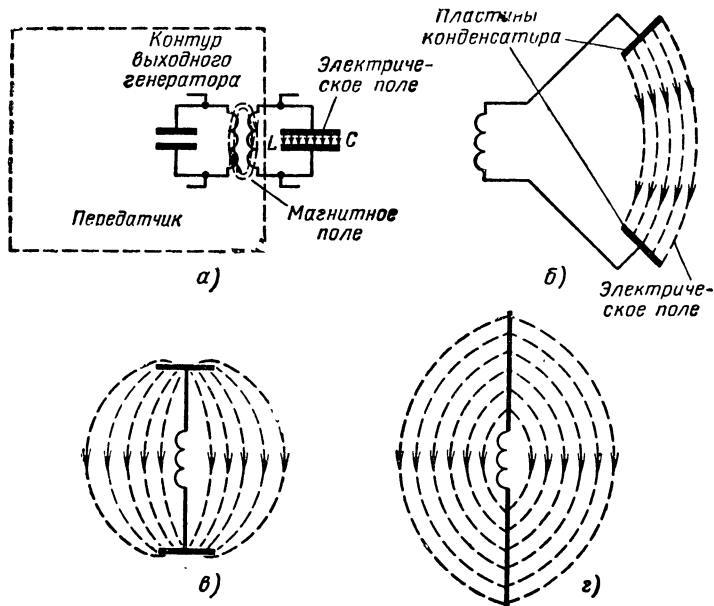 Контур
выходного
генератора
Электриче-
ское поле
L
C
Передатчик
Магнитное
поле
а)
Пластины
конденсатора
Электриче-
ское поле
б)
в)
г)